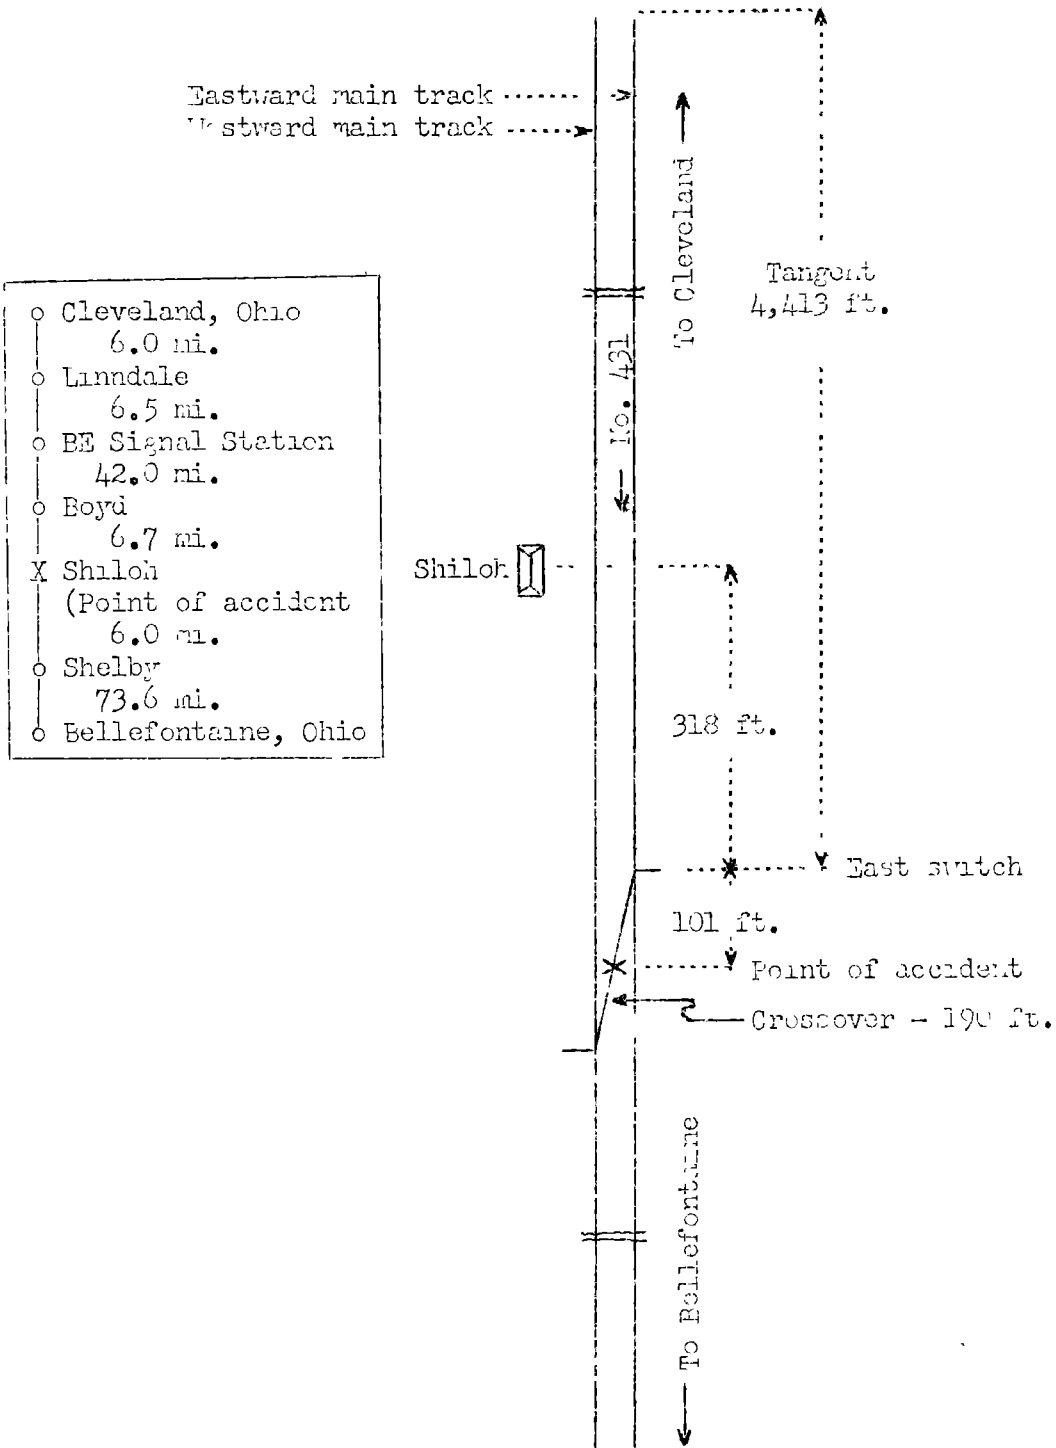 Eastward main track
Westward main track
To Cleveland
Tangent
4,413 ft.
No. 431
Cleveland, Ohio
6.0 mi.
Linndale
6.5 mi.
BE Signal Station
42.0 mi.
Boyd
6.7 mi.
X Shiloh
(Point of accident
6.0 mi.
Shelby
73.6 mi.
Bellefontaine, Ohio
Shiloh
318 ft.
East switch
101 ft.
Point of accident
Crossover - 190 ft.
To Bellefontaine